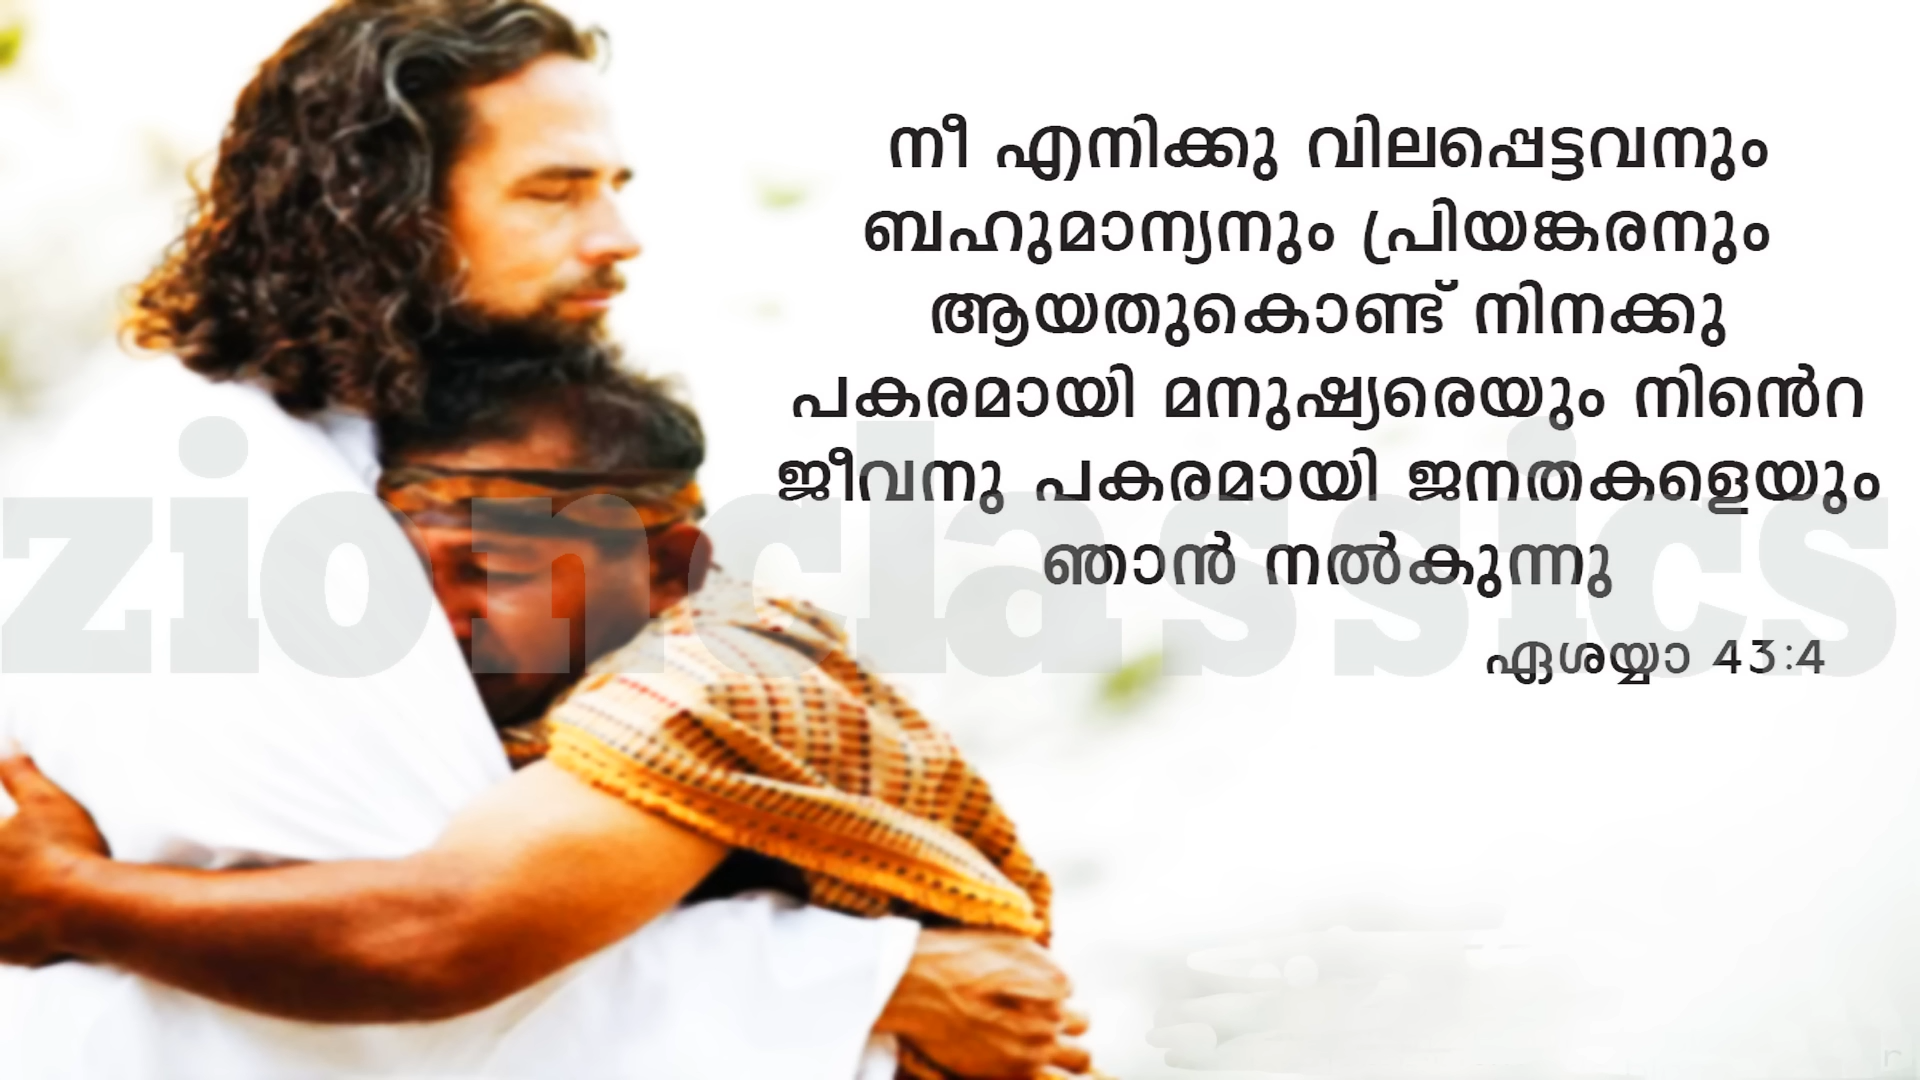 നീ എനിക്കു വിലപ്പെട്ടവനും
ബഹുമാന്യനും പ്രിയങ്കരനും
ആയതുകൊണ്ട് നിനക്കു
പകരമായി മനുഷ്യരെയും നിൻെറ
ജീവനു പകരമായി ജനതകളെയും
ഞാൻ നൽകുന്നു
ഏശയ്യാ 43:4
zionclassics